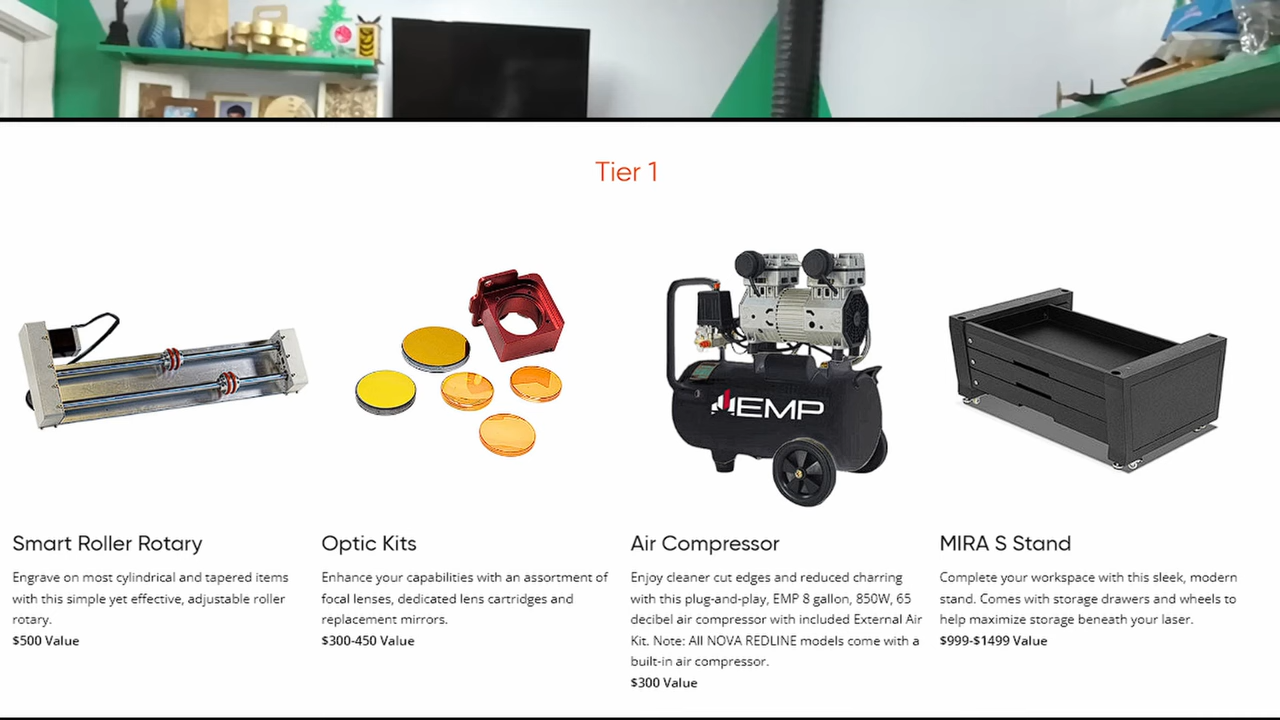 Tier 1
EMP
Smart Roller Rotary
Engrave on most cylindrical and tapered items
with this simple yet effective, adjustable roller
rotary.
$500 Value
Optic Kits
Enhance your capabilities with an assortment of
focal lenses, dedicated lens cartridges and
replacement mirrors.
$300-450 Value
Air Compressor
Enjoy cleaner cut edges and reduced charring
with this plug-and-play, EMP 8 gallon, 850W, 65
decibel air compressor with included External Air
Kit. Note: All NOVA REDLINE models come with a
built-in air compressor.
$300 Value
MIRA S Stand
Complete your workspace with this sleek, modern
stand. Comes with storage drawers and wheels to
help maximize storage beneath your laser.
$999-$1499 Value